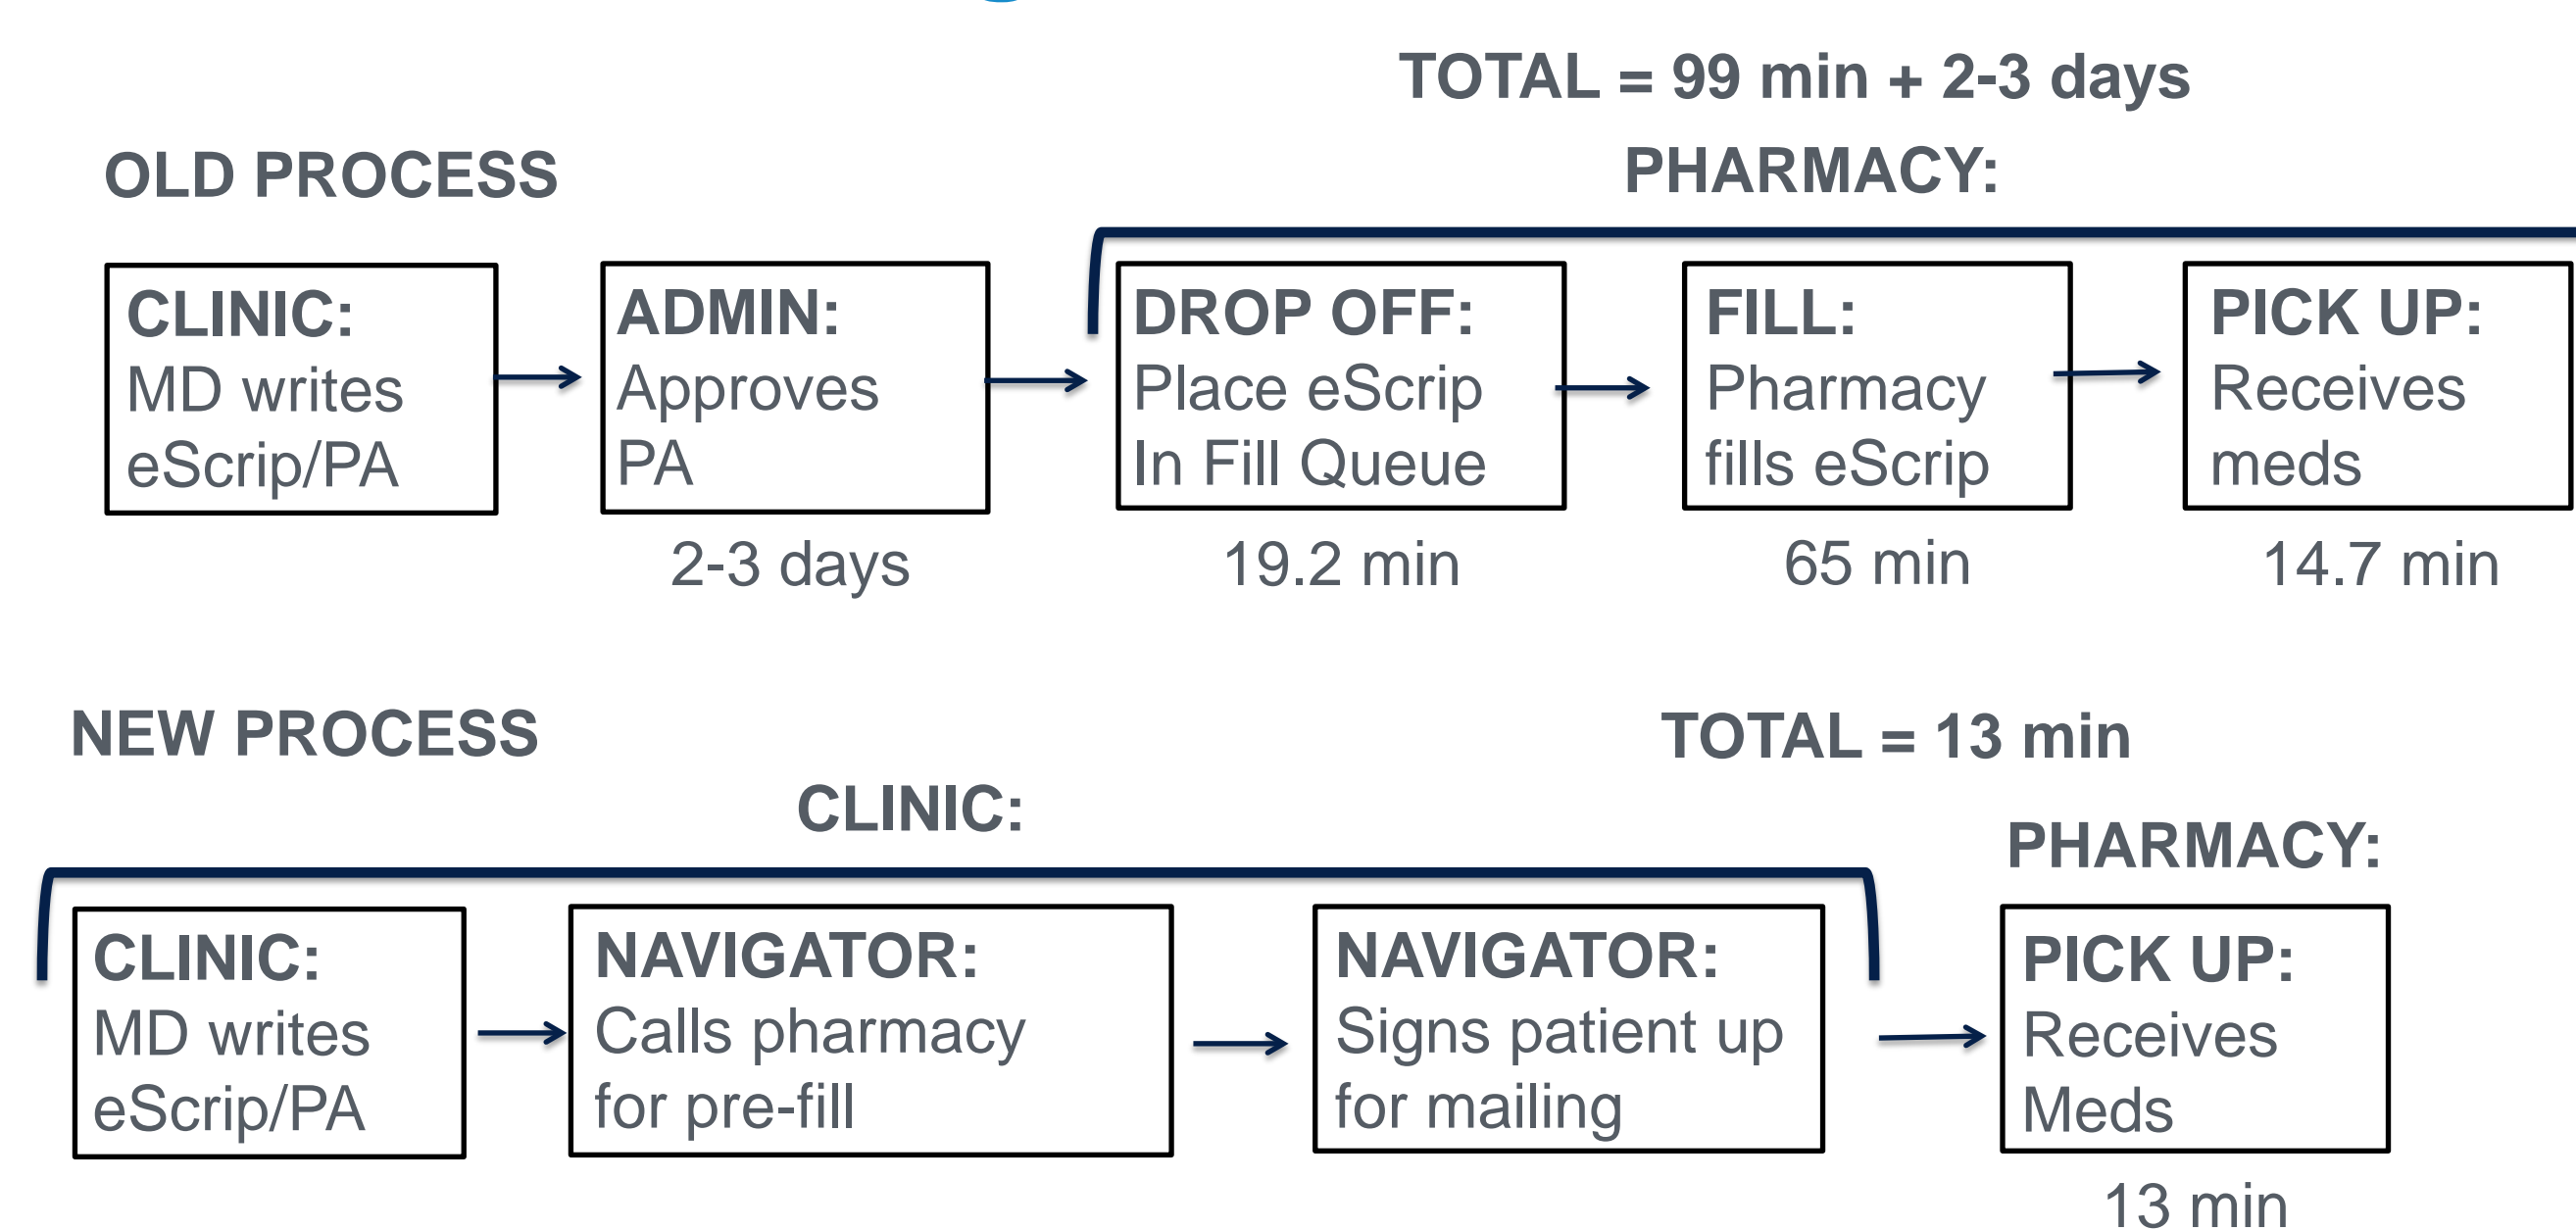 TOTAL = 99 min + 2-3 days
OLD PROCESS
PHARMACY:
CLINIC:
MD writes
eScrip/PA
ADMIN:
Approves
PA
2-3 days
DROP OFF:
Place eScrip
In Fill Queue
19.2 min
FILL:
Pharmacy
fills eScrip
65 min
PICK UP:
Receives
meds
14.7 min
NEW PROCESS
TOTAL = 13 min
CLINIC:
PHARMACY:
CLINIC:
MD writes
eScrip/PA
NAVIGATOR:
Calls pharmacy
for pre-fill
NAVIGATOR:
Signs patient up
for mailing
PICK UP:
Receives
Meds
13 min